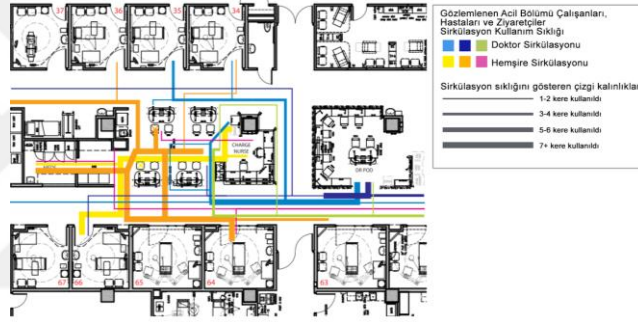 37
36
35
34
CHARGE
NURSE
DR POD
67
66
65
64
63
Gözlemlenen Acil Bölümü Çalışanları,
Hastaları ve Ziyaretçiler
Sirkülasyon Kullanım Sıklığı
Doktor Sirkülasyonu
Hemşire Sirkülasyonu
Sirkülasyon sıklığını gösteren çizgi kalınlıkları
1-2 kere kullanıldı
3-4 kere kullanıldı
5-6 kere kullanıldı
7+ kere kullanıldı